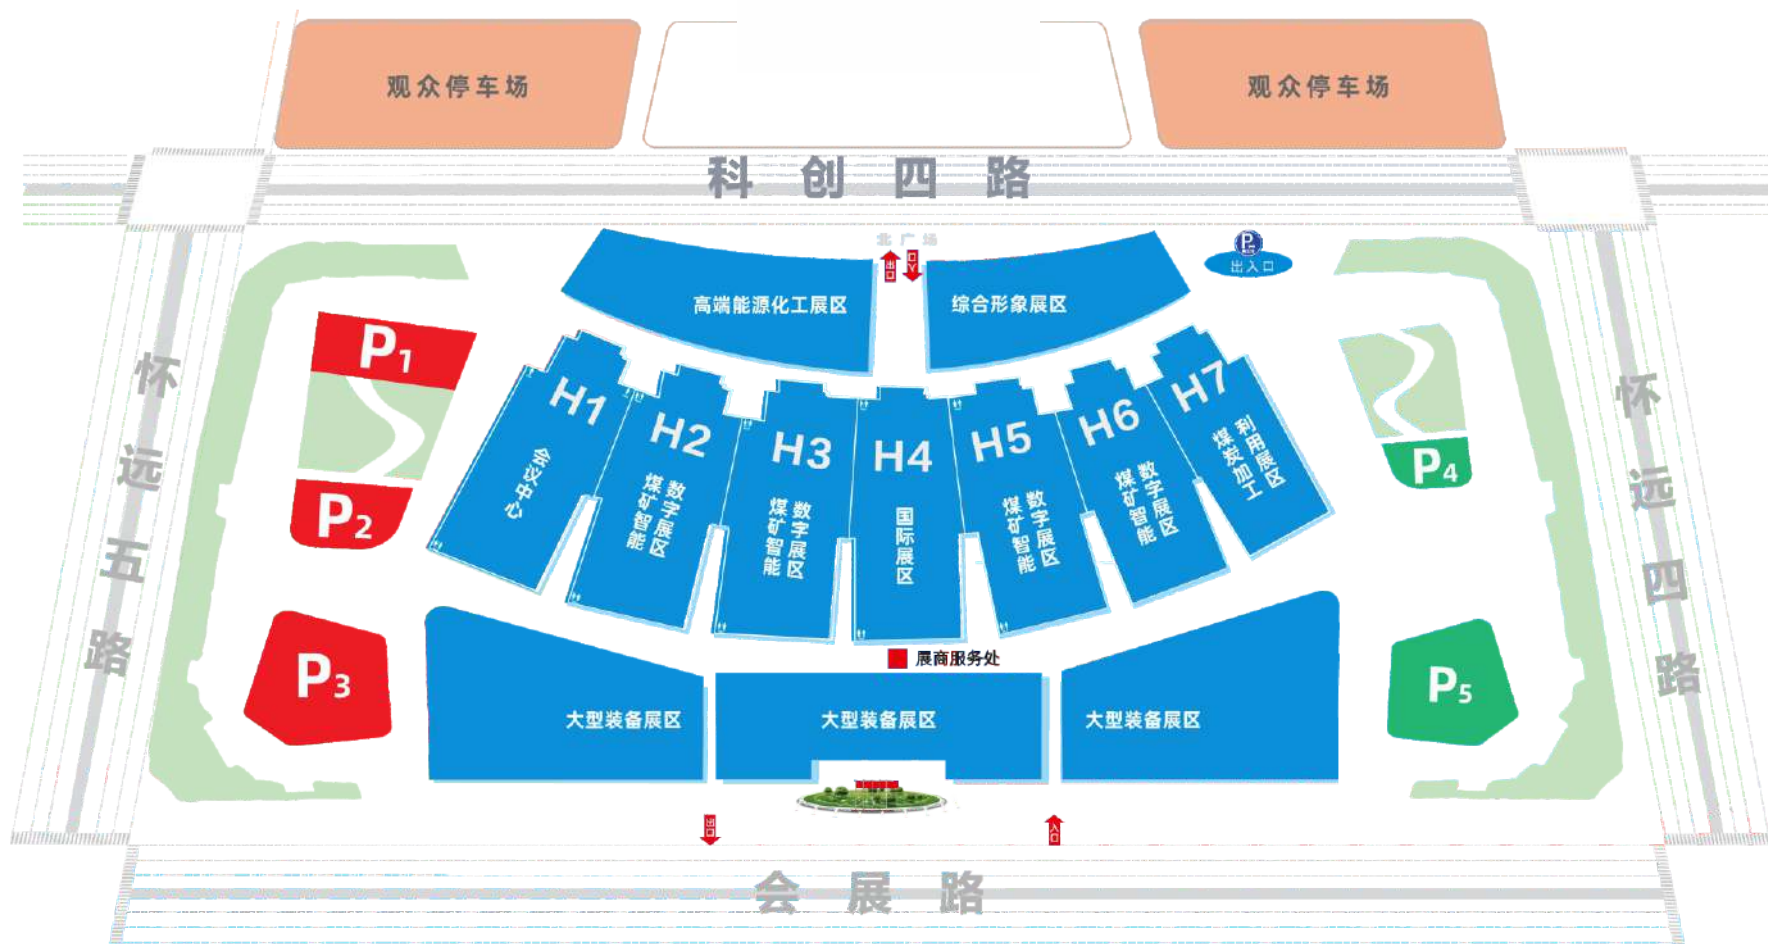 观众停车场
观众停车场
科创四路
北广场
出口
入口
P
出入口
高端能源化工展区
综合形象展区
怀远五路
怀远四路
P1
P2
P3
P4
P5
H1
会议中心
H2
煤矿智能
数字展区
H3
煤矿智能
数字展区
H4
国际展区
H5
煤矿智能
数字展区
H6
煤矿智能
数字展区
H7
煤炭加工
利用展区
展商服务处
大型装备展区
大型装备展区
大型装备展区
出口
入口
会展路